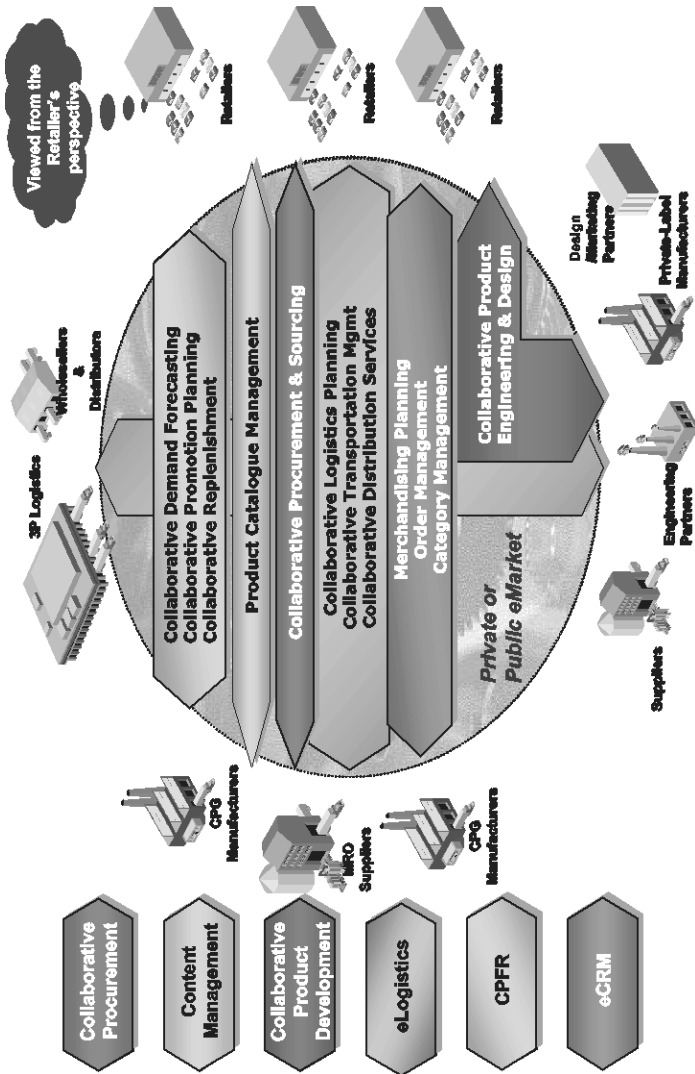 Viewed from the
Retailer's
perspective
3P Logistics
Wholesellers
&
Distributors
Retailers
CPG
Manufacturers
Collaborative Demand Forecasting
Collaborative Promotion Planning
Collaborative Replenishment
Product Catalogue Management
Collaborative Procurement & Sourcing
Retailers
MRO
Suppliers
Collaborative Logistics Planning
Collaborative Transportation Mgmt
Collaborative Distribution Services
Retailers
CPG
Manufacturers
Merchandising Planning
Order Management
Category Management
Collaborative Product
Engineering & Design
Private or
Public eMarket
Design
/Marketing
Partners
Suppliers
Engineering
Partners
Private-Label
Manufacturers
Collaborative
Procurement
Content
Management
Collaborative
Product
Development
eLogistics
CPFR
eCRM